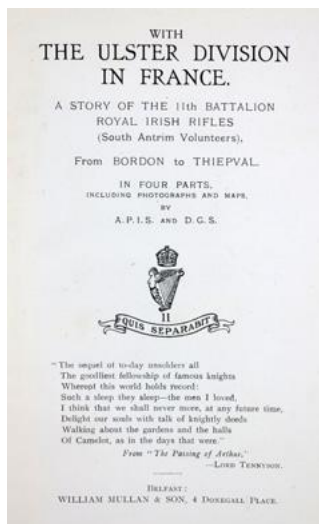 WITH
THE ULSTER DIVISION
IN FRANCE.
A STORY OF THE 11th BATTALION
ROYAL IRISH RIFLES
(South Antrim Volunteers),
From BORDON to THIEPVAL.
IN FOUR PARTS,
INCLUDING PHOTOGRAPHS AND MAPS,
BY
A.P.I.S. AND D.G.S.
11
QUIS SEPARABIT
"The sequel of to-day unsolders all
The goodliest fellowship of famous knights
Whereof this world holds record:
Such a sleep they sleep—the men I loved,
I think that we shall never more, at any future time,
Delight our souls with talk of knightly deeds
Walking about the gardens and the halls
Of Camelot, as in the days that were."
From "The Passing of Arthur,"
—LORD TENNYSON.
BELFAST:
WILLIAM MULLAN & SON, 4 DONEGALL PLACE.